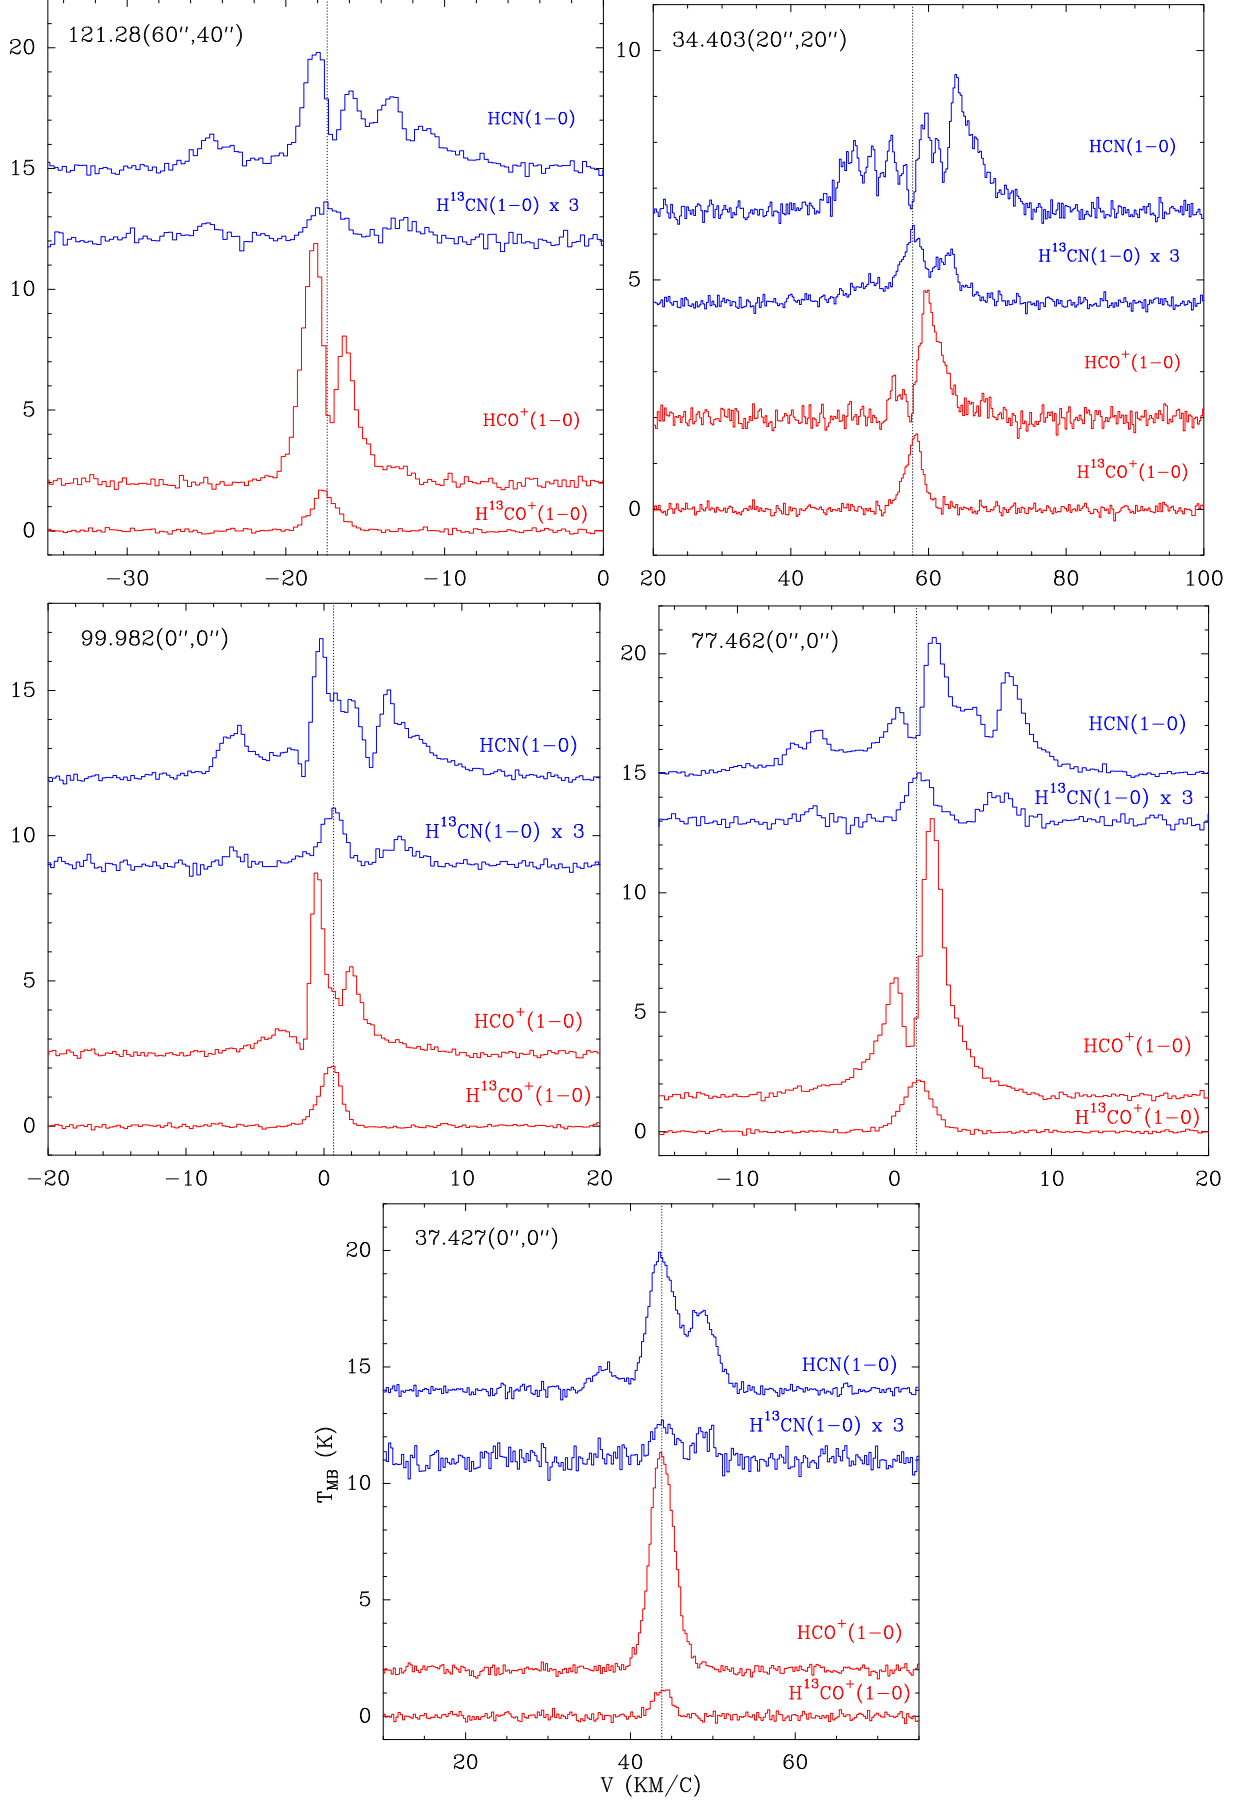 121.28(60",40")
20
15
10
5
0
HCN(1−0)
H¹³CN(1−0) x 3
HCO⁺(1−0)
H¹³CO⁺(1−0)
−30
−20
−10
0
34.403(20",20")
10
5
0
HCN(1−0)
H¹³CN(1−0) x 3
HCO⁺(1−0)
H¹³CO⁺(1−0)
20
40
60
80
100
99.982(0",0")
15
10
5
0
HCN(1−0)
H¹³CN(1−0) x 3
HCO⁺(1−0)
H¹³CO⁺(1−0)
−20
−10
0
10
20
77.462(0",0")
20
15
10
5
0
HCN(1−0)
H¹³CN(1−0) x 3
HCO⁺(1−0)
H¹³CO⁺(1−0)
−10
0
10
20
37.427(0",0")
20
15
10
5
0
T_MB (K)
HCN(1−0)
H¹³CN(1−0) x 3
HCO⁺(1−0)
H¹³CO⁺(1−0)
20
40
60
V (KM/C)